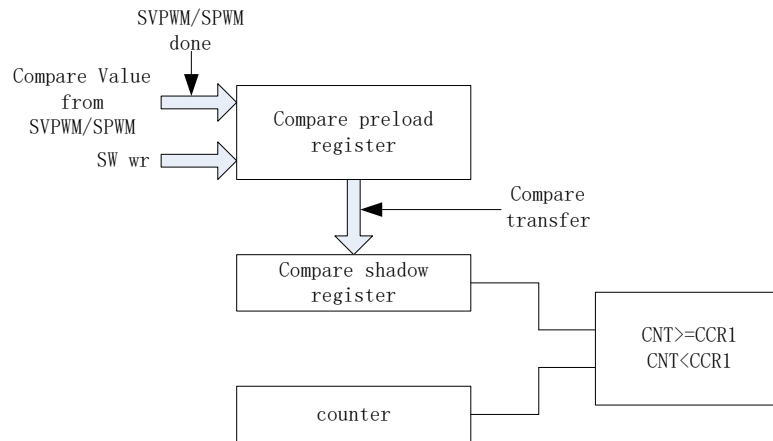 SVPWM/SPWM
done
Compare Value
from
SVPWM/SPWM
SW wr
Compare preload
register
Compare
transfer
Compare shadow
register
CNT>=CCR1
CNT<CCR1
counter